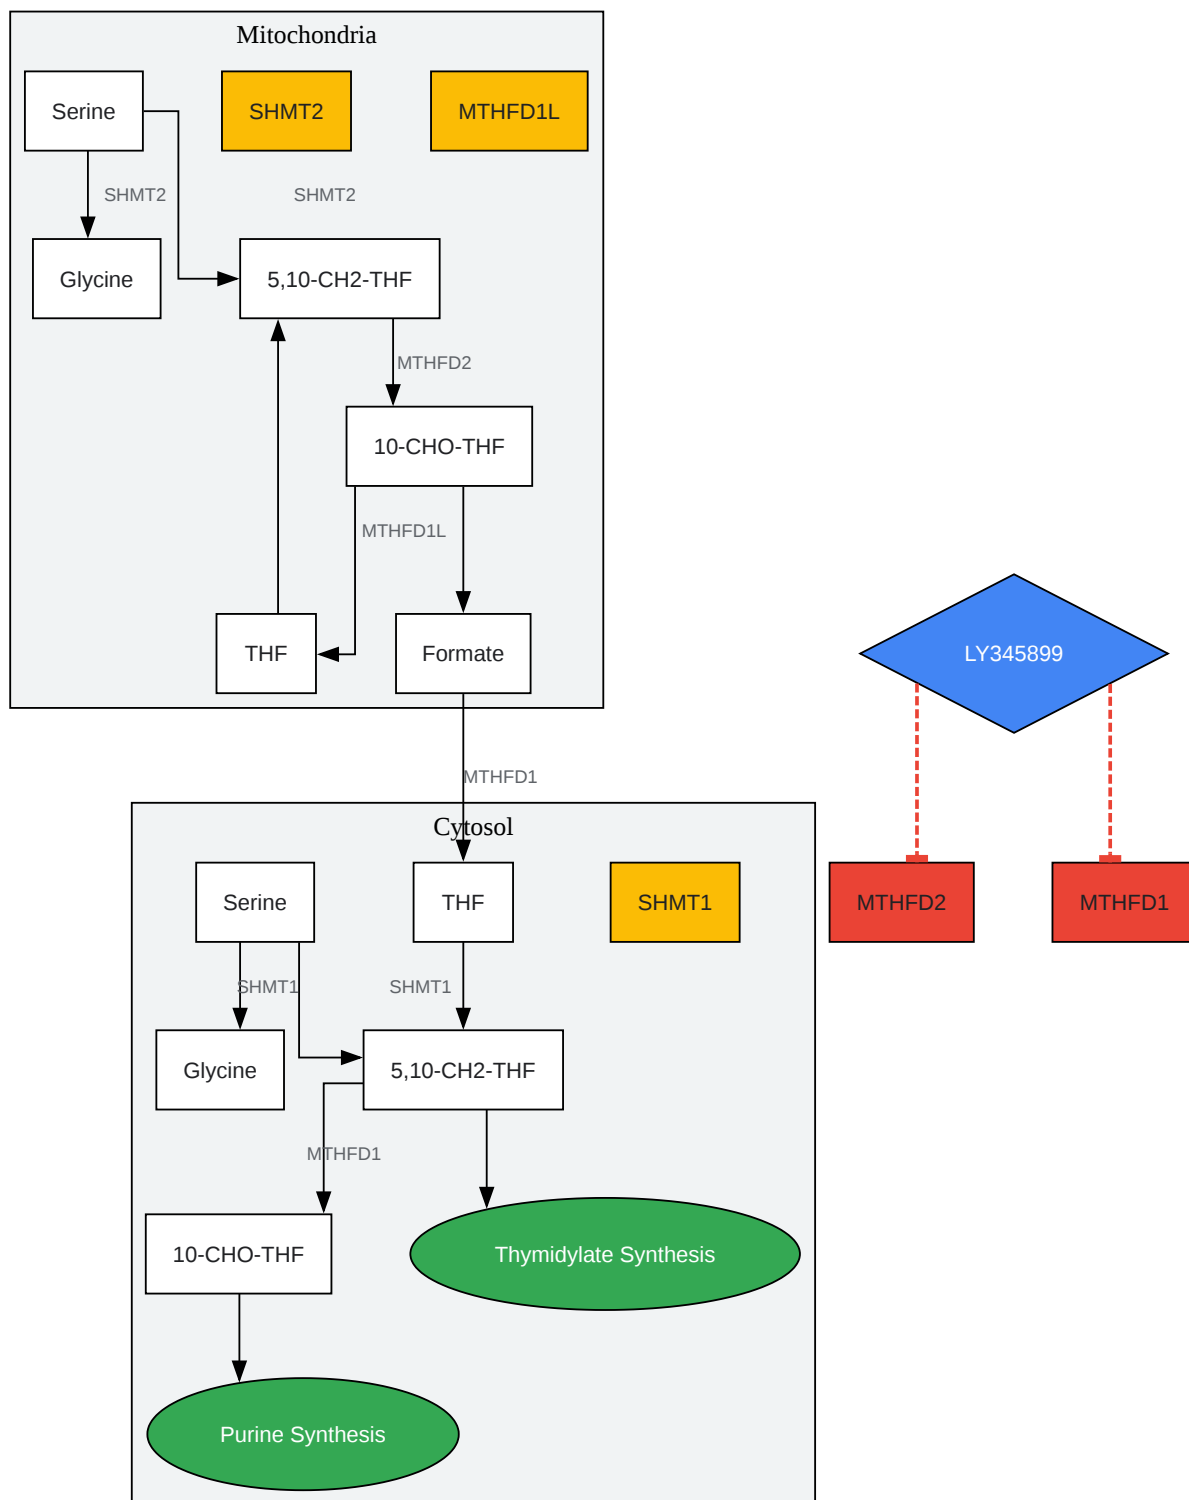 Mitochondria
Serine
SHMT2
MTHFD1L
SHMT2
SHMT2
Glycine
5,10-CH2-THF
MTHFD2
10-CHO-THF
MTHFD1L
THF
Formate
LY345899
MTHFD1
Cytosol
Serine
THF
SHMT1
MTHFD2
MTHFD1
SHMT1
SHMT1
Glycine
5,10-CH2-THF
MTHFD1
10-CHO-THF
Thymidylate Synthesis
Purine Synthesis